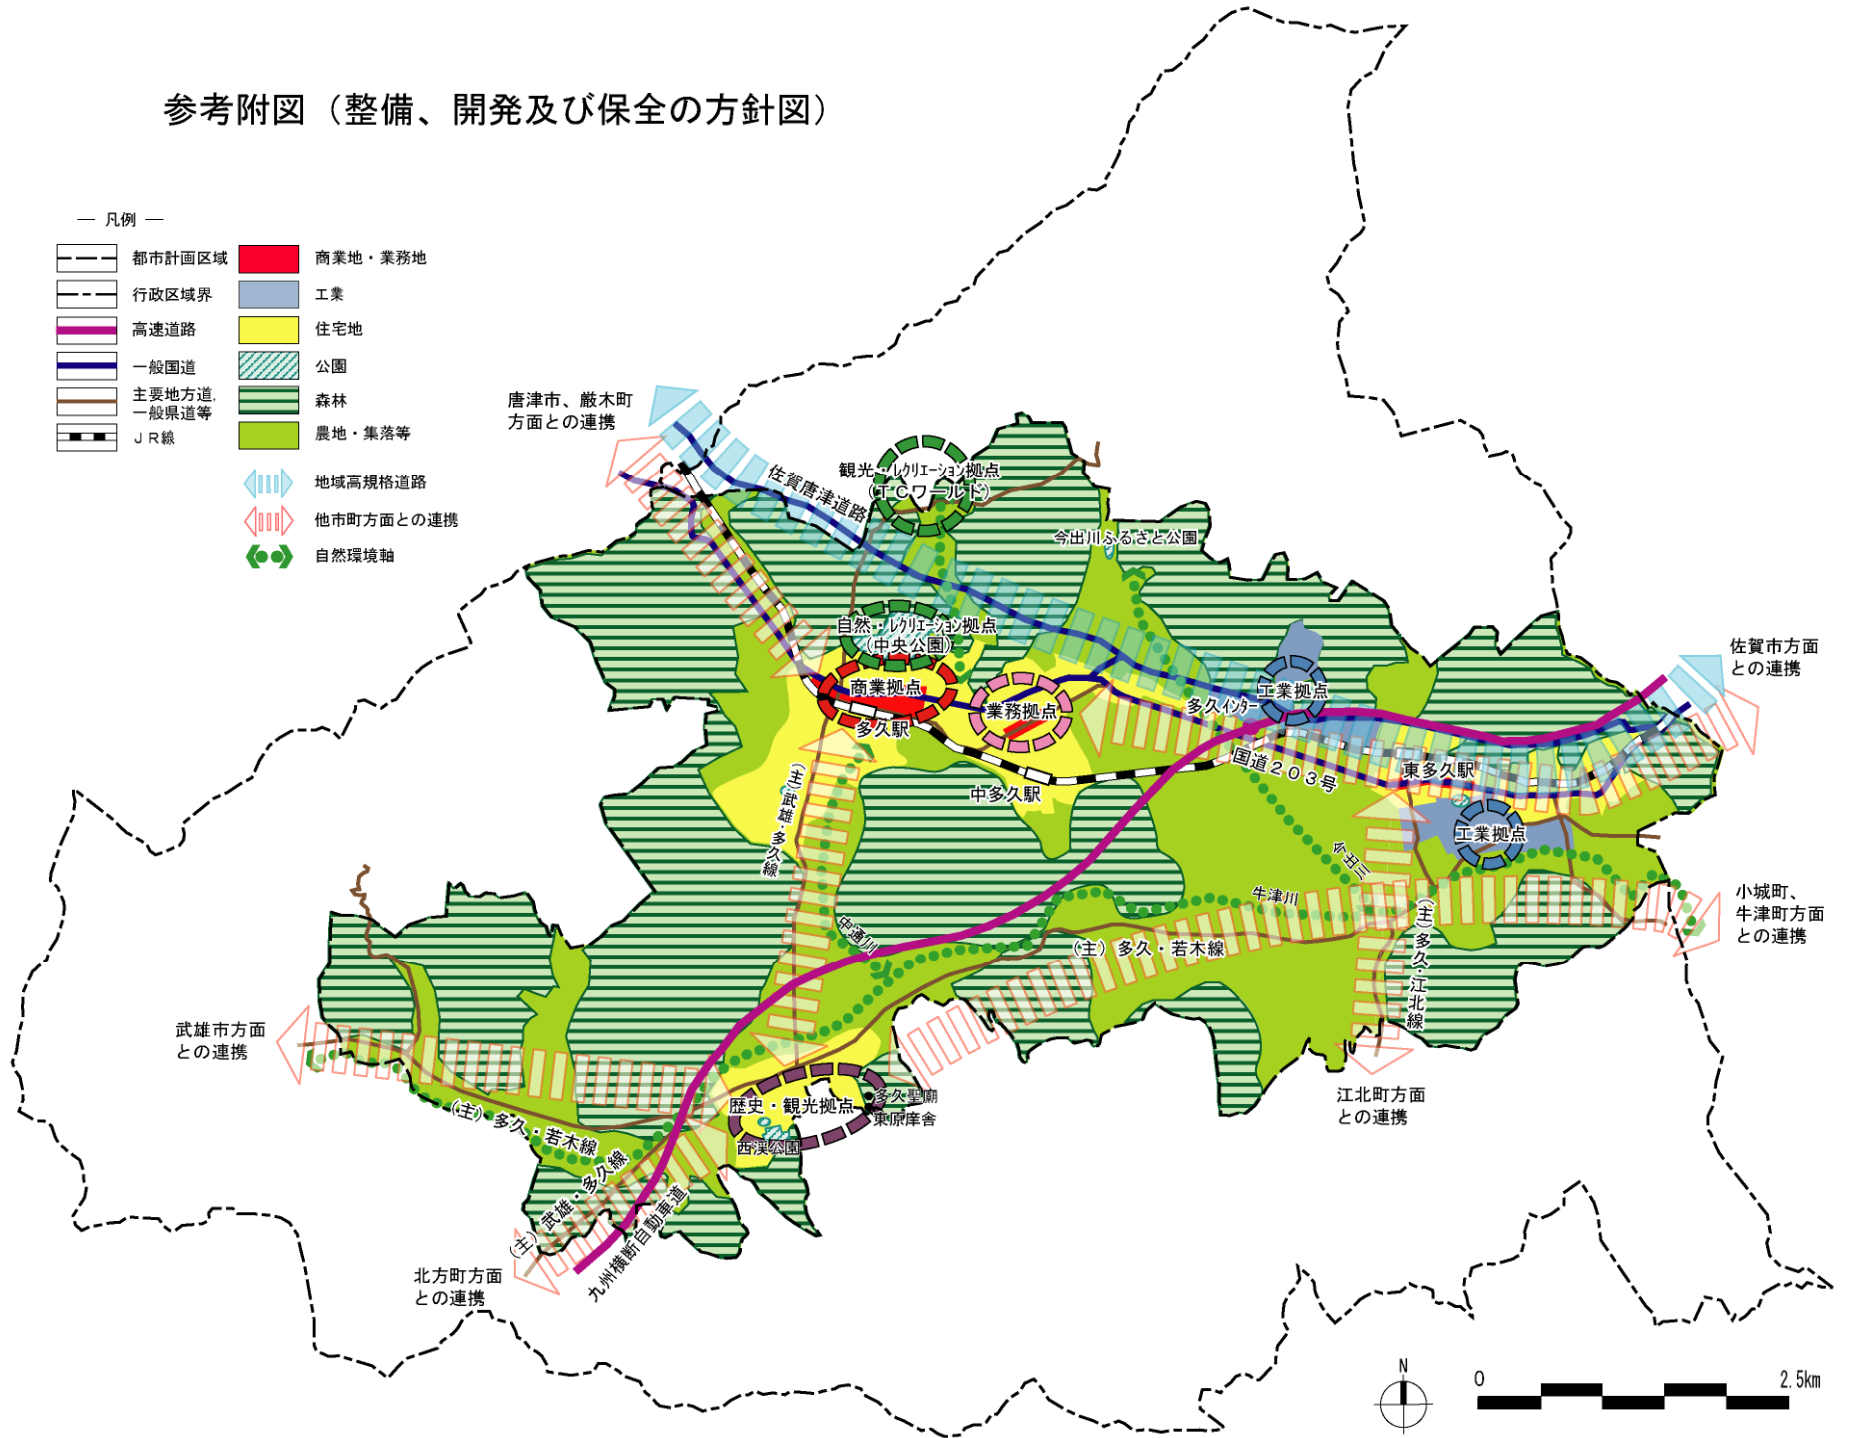 参考附図（整備、開発及び保全の方針図）
― 凡例 ―
都市計画区域
行政区域界
高速道路
一般国道
主要地方道,
一般県道等
ＪＲ線
商業地・業務地
工業
住宅地
公園
森林
農地・集落等
地域高規格道路
他市町方面との連携
自然環境軸
唐津市、厳木町
方面との連携
佐賀唐津道路
観光・ﾚｸﾘｴｰｼｮﾝ拠点
（ＴＣワールド）
今出川ふるさと公園
自然・ﾚｸﾘｴｰｼｮﾝ拠点
（中央公園）
商業拠点
多久駅
業務拠点
中多久駅
工業拠点
多久ｲﾝﾀｰ
国道２０３号
東多久駅
工業拠点
佐賀市方面
との連携
小城町、
牛津町方面
との連携
（主）武雄・多久線
中通川
今出川
牛津川
（主）多久・若木線
（主）多久・江北線
武雄市方面
との連携
江北町方面
との連携
歴史・観光拠点
多久聖廟
東原庠舎
西渓公園
（主）多久・若木線
（主）武雄・多久線
九州横断自動車道
北方町方面
との連携
N
0
2.5km